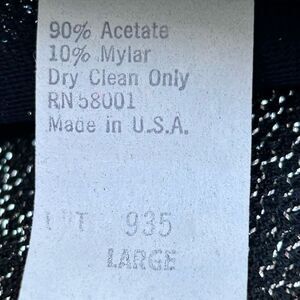 90% Acetate
10% Mylar
Dry Clean Only
RN 58001
Made in U.S.A.
935
LARGE